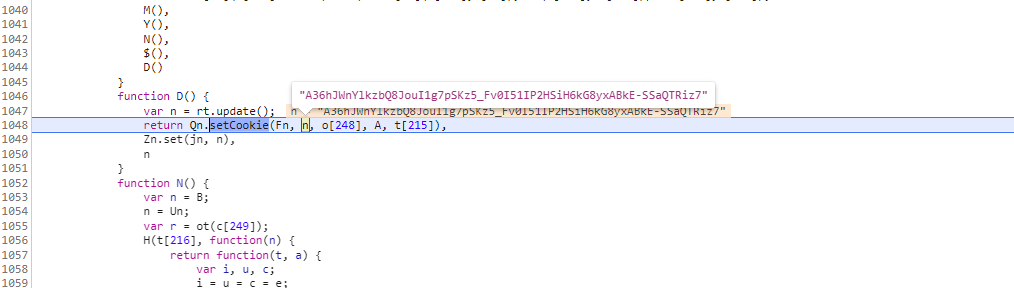 1040 M(),
1041 Y(),
1042 N(),
1043 $(),
1044 D()
1045 }
1046 function D() {
"A36hJWnYlkzbQ8JouI1g7pSKz5_Fv0I51IP2HSiH6kG8yxABkE-SSaQTRiz7"
1047 var n = rt.update(); n "A36hJWnYlkzbQ8JouI1g7pSKz5_Fv0I51IP2HSiH6kG8yxABkE-SSaQTRiz7"
1048 return Qn.setCookie(Fn, n, o[248], A, t[215]),
1049 Zn.set(jn, n),
1050 n
1051 }
1052 function N() {
1053 var n = B;
1054 n = Un;
1055 var r = ot(c[249]);
1056 H(t[216], function(n) {
1057 return function(t, a) {
1058 var i, u, c;
1059 i = u = c = e;